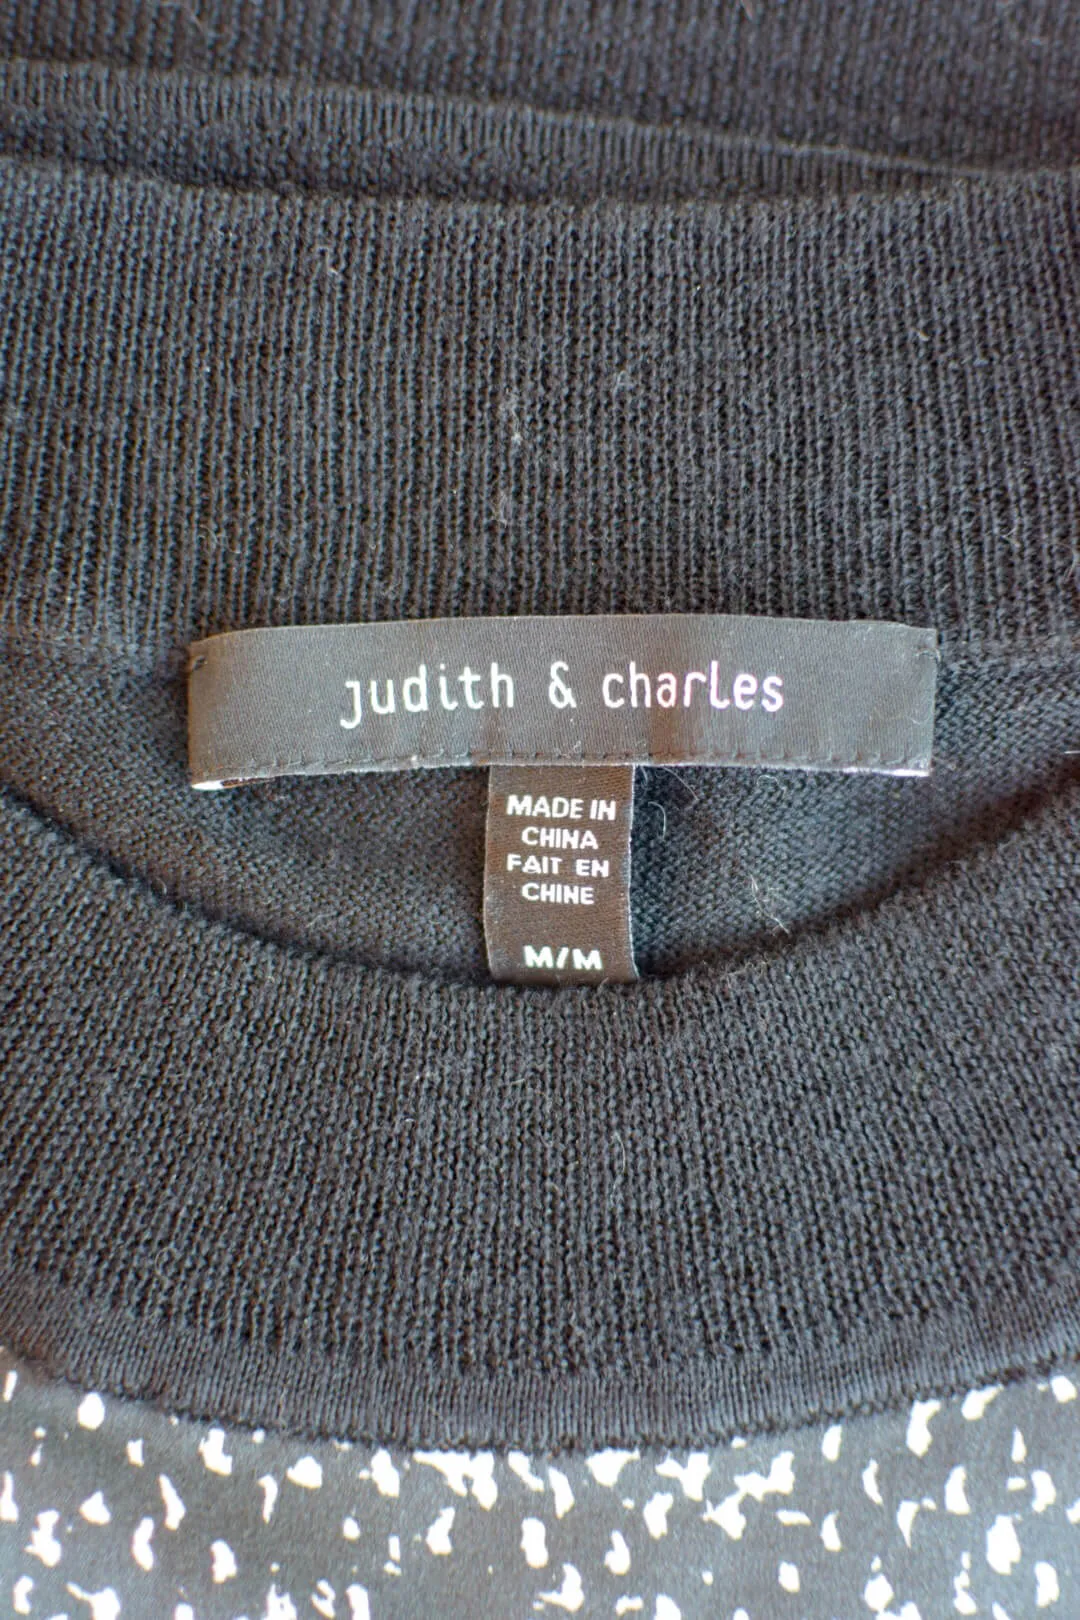 judith & charles
MADE IN
CHINA
FAIT EN
CHINE
M/M